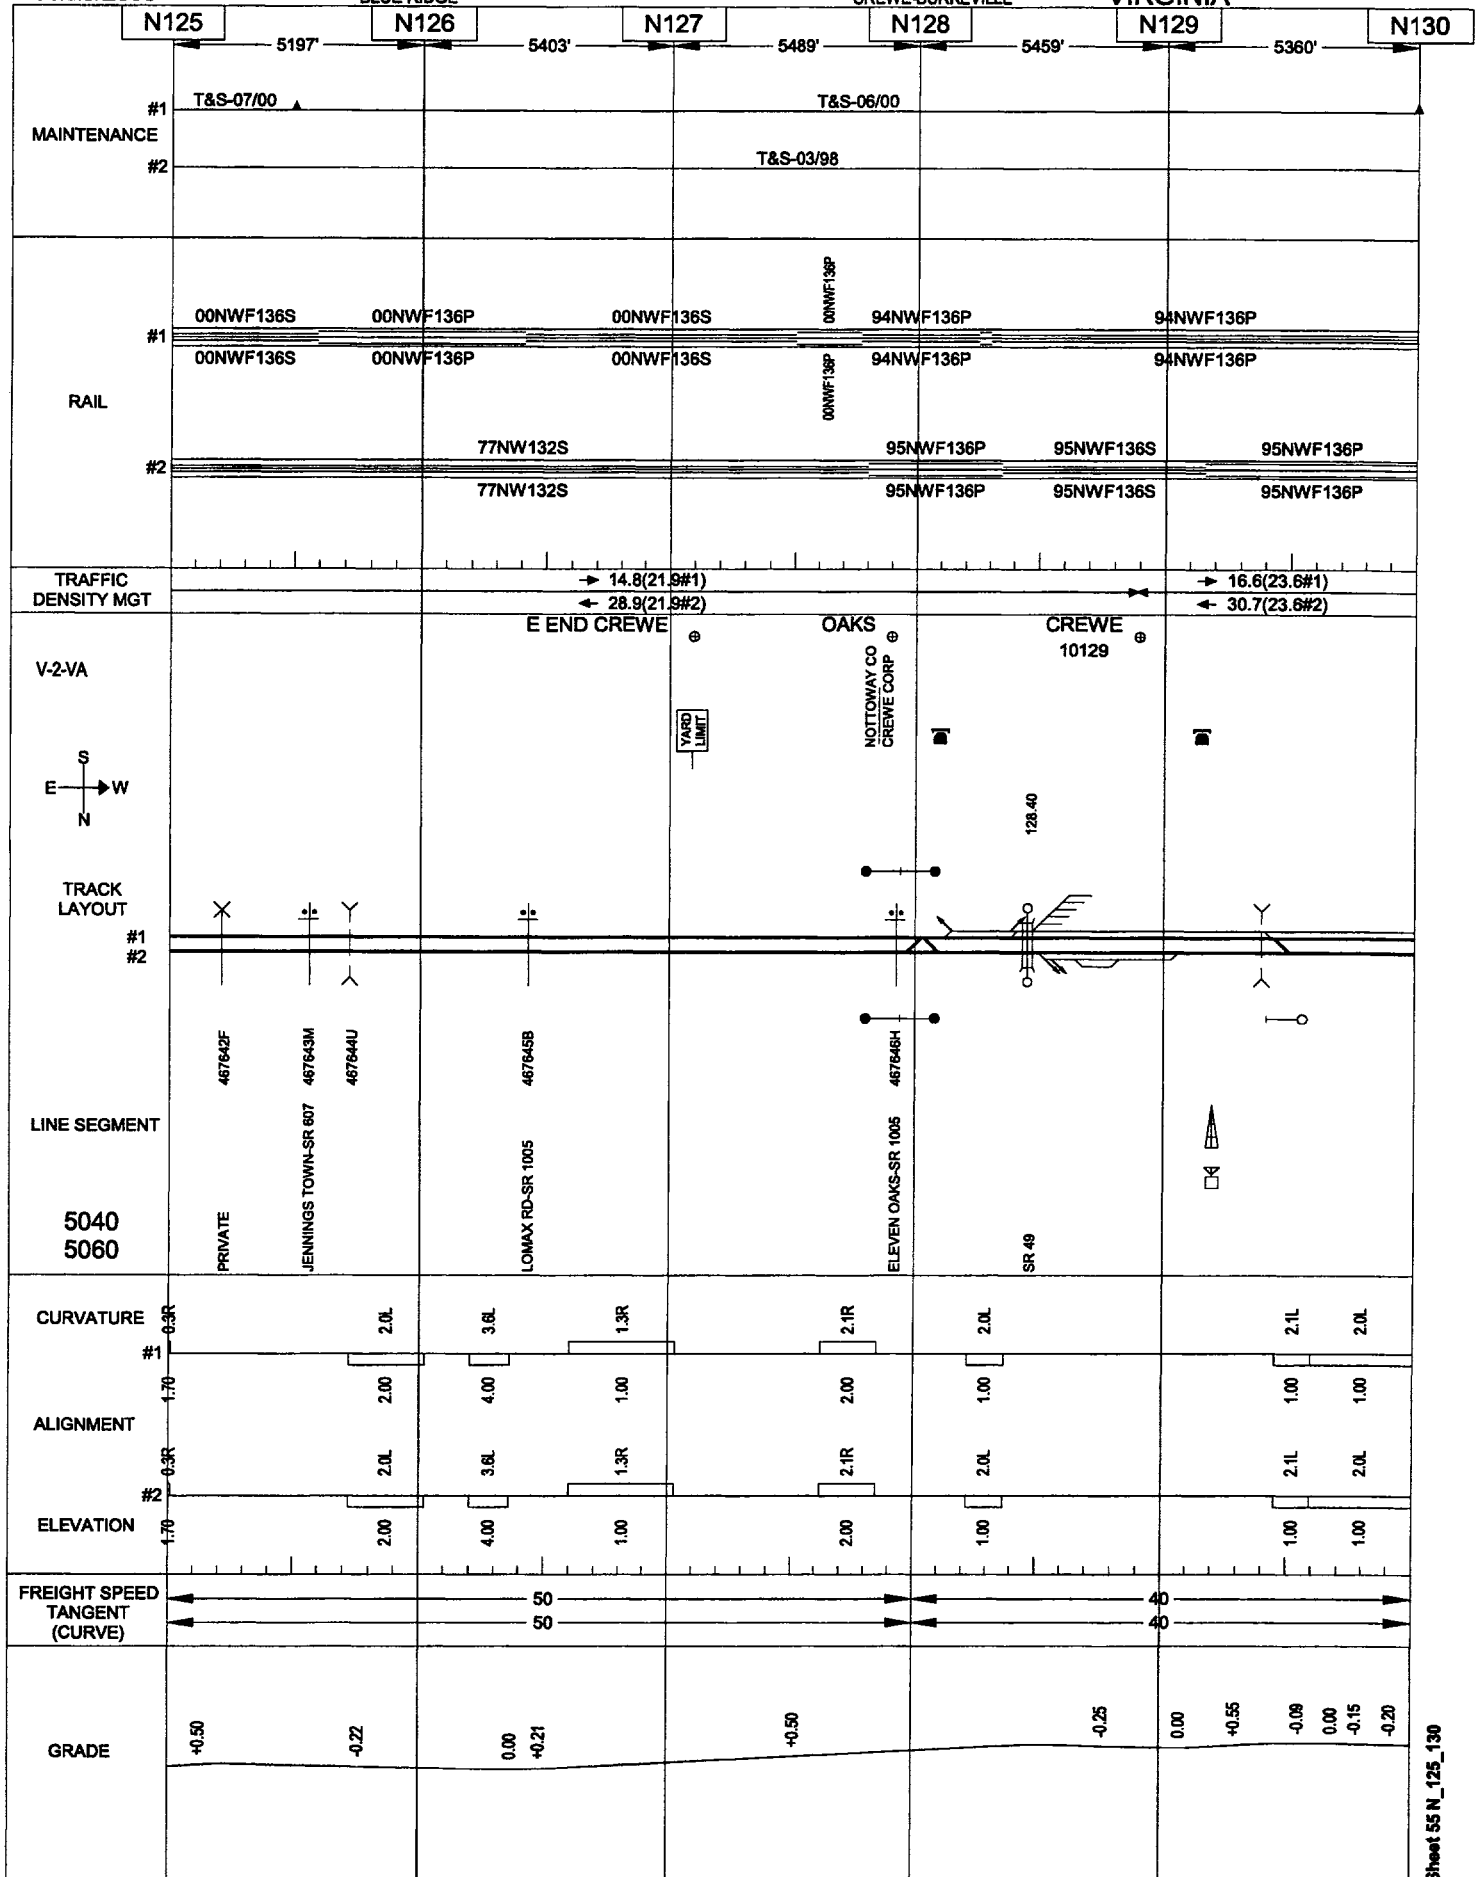 VIRGINIA
N125 N126 N127 N128 N129 N130
5197' 5403' 5489' 5459' 5360'
#1 T&S-07/00 T&S-06/00
MAINTENANCE
#2 T&S-03/98
00NWF136P
00NWF136S 00NWF136P 00NWF136S 94NWF136P 94NWF136P
#1
00NWF136S 00NWF136P 00NWF136S 94NWF136P 94NWF136P
00NWF136P
RAIL
77NW132S 95NWF136P 95NWF136S 95NWF136P
#2
77NW132S 95NWF136P 95NWF136S 95NWF136P
TRAFFIC
DENSITY MGT
14.8(21.9#1) 16.6(23.6#1)
28.9(21.9#2) 30.7(23.6#2)
E END CREWE OAKS CREWE
10129
V-2-VA
NOTTOWAY CO
CREWE CORP
YARD
LIMIT
S
E W
N
128.40
TRACK
LAYOUT
#1
#2
467642F 467643M 467644U 467645B 467646H
LINE SEGMENT
PRIVATE JENNINGS TOWN-SR 607 LOMAX RD-SR 1005 ELEVEN OAKS-SR 1005 SR 49
5040
5060
CURVATURE 0.3R 2.0L 3.6L 1.3R 2.1R 2.0L 2.1L 2.0L
#1
1.70 2.00 4.00 1.00 2.00 1.00 1.00 1.00
ALIGNMENT
0.3R 2.0L 3.6L 1.3R 2.1R 2.0L 2.1L 2.0L
#2
ELEVATION 1.70 2.00 4.00 1.00 2.00 1.00 1.00 1.00
FREIGHT SPEED
TANGENT
(CURVE)
50 40
50 40
GRADE +0.50 -0.22 0.00 +0.21 +0.50 -0.25 0.00 +0.55 -0.09 0.00 -0.15 -0.20
Sheet 55 N_125_130